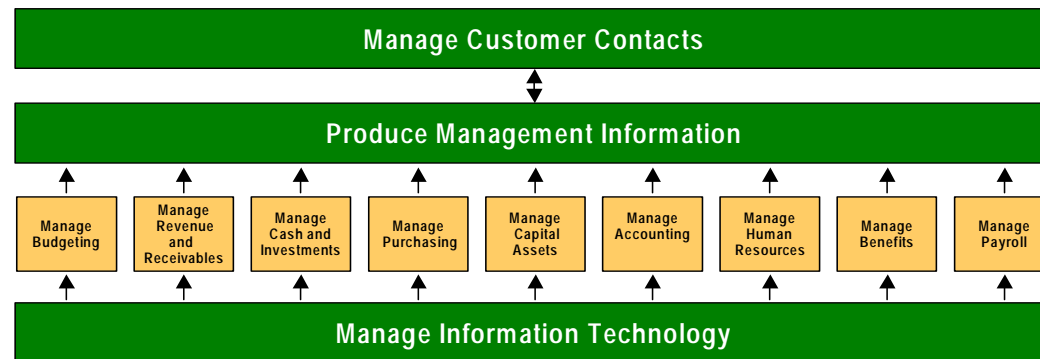 Manage Customer Contacts
Produce Management Information
Manage
Budgeting
Manage
Revenue
and
Receivables
Manage
Cash and
Investments
Manage
Purchasing
Manage
Capital
Assets
Manage
Accounting
Manage
Human
Resources
Manage
Benefits
Manage
Payroll
Manage Information Technology